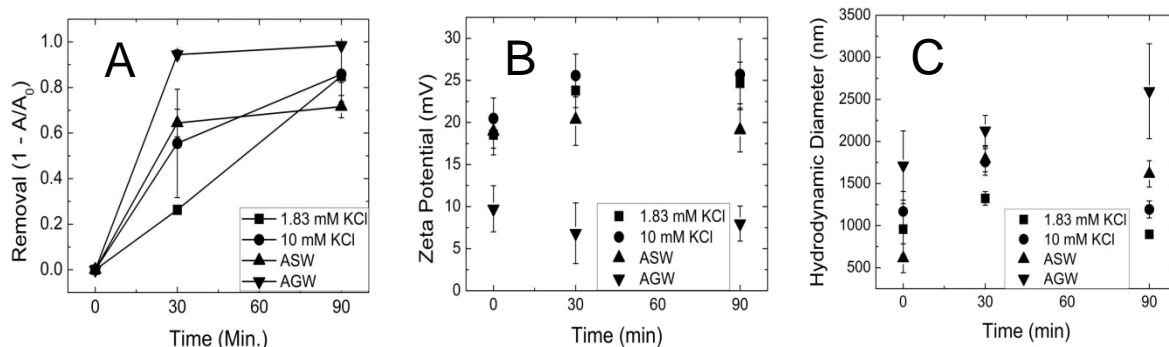 A
Removal (1 - A/A0)
1.0
0.8
0.6
0.4
0.2
0.0
1.83 mM KCl
10 mM KCl
ASW
AGW
0 30 60 90
Time (Min.)
B
Zeta Potential (mV)
30
25
20
15
10
5
0
1.83 mM KCl
10 mM KCl
ASW
AGW
0 30 60 90
Time (min)
C
Hydrodynamic Diameter (nm)
3500
3000
2500
2000
1500
1000
500
1.83 mM KCl
10 mM KCl
ASW
AGW
0 30 60 90
Time (min)